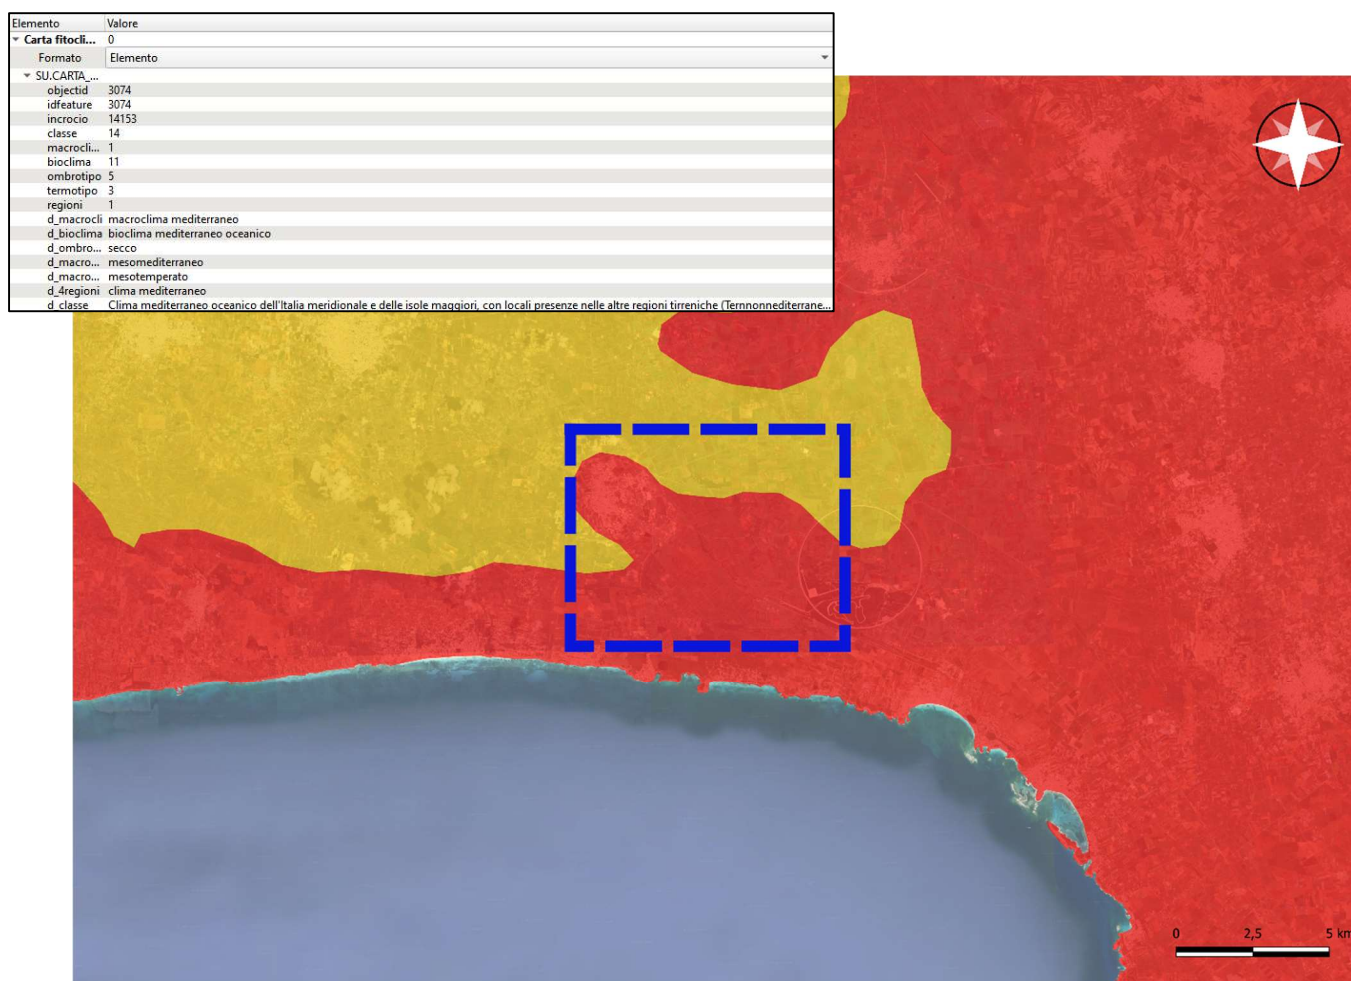 Elemento Valore
Carta fitocli... 0
Formato Elemento
SU.CARTA_...
objectid 3074
idfeature 3074
incrocio 14153
classe 14
macrocli... 1
bioclima 11
ombrotipo 5
termotipo 3
regioni 1
d_macrocli macroclima mediterraneo
d_bioclima bioclima mediterraneo oceanico
d_ombro... secco
d_macro... mesomediterraneo
d_macro... mesotemperato
d_4regioni clima mediterraneo
d_classe Clima mediterraneo oceanico dell'Italia meridionale e delle isole maggiori, con locali presenze nelle altre regioni tirreniche (Ternnonnediterrane...
0 2,5 5 km